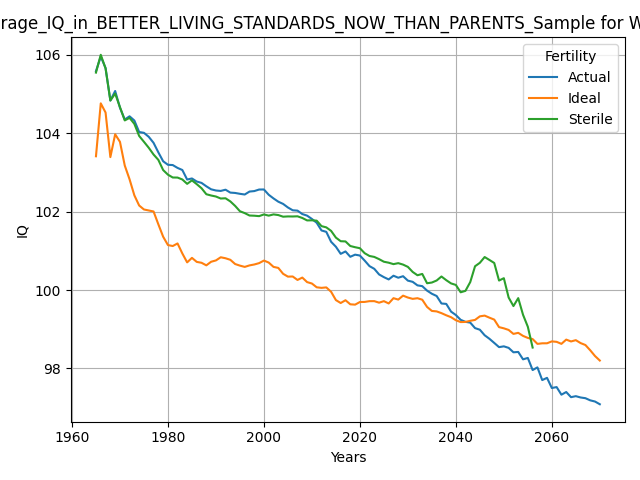 rage_IQ_in_BETTER_LIVING_STANDARDS_NOW_THAN_PARENTS_Sample for W
Fertility
Actual
Ideal
Sterile
106
104
102
100
98
IQ
1960
1980
2000
2020
2040
2060
Years